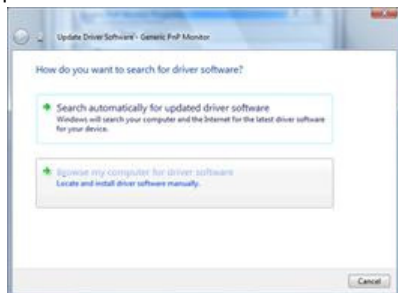 Update Driver Software - Generic PnP Monitor
How do you want to search for driver software?
Search automatically for updated driver software
Windows will search your computer and the Internet for the latest driver software
for your device.
Browse my computer for driver software
Locate and install driver software manually.
Cancel